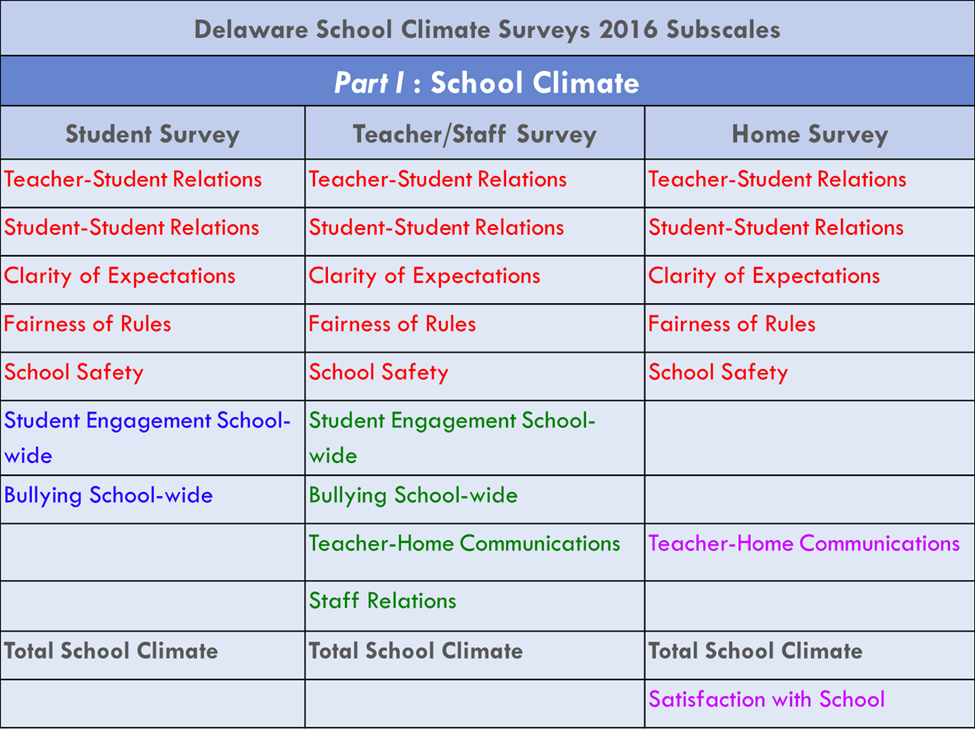 Delaware School Climate Surveys 2016 Subscales
Part I : School Climate
Student Survey Teacher/Staff Survey Home Survey
Teacher-Student Relations Teacher-Student Relations Teacher-Student Relations
Student-Student Relations Student-Student Relations Student-Student Relations
Clarity of Expectations Clarity of Expectations Clarity of Expectations
Fairness of Rules Fairness of Rules Fairness of Rules
School Safety School Safety School Safety
Student Engagement School- Student Engagement School-
wide wide
Bullying School-wide Bullying School-wide
Teacher-Home Communications Teacher-Home Communications
Staff Relations
Total School Climate Total School Climate Total School Climate
Satisfaction with School